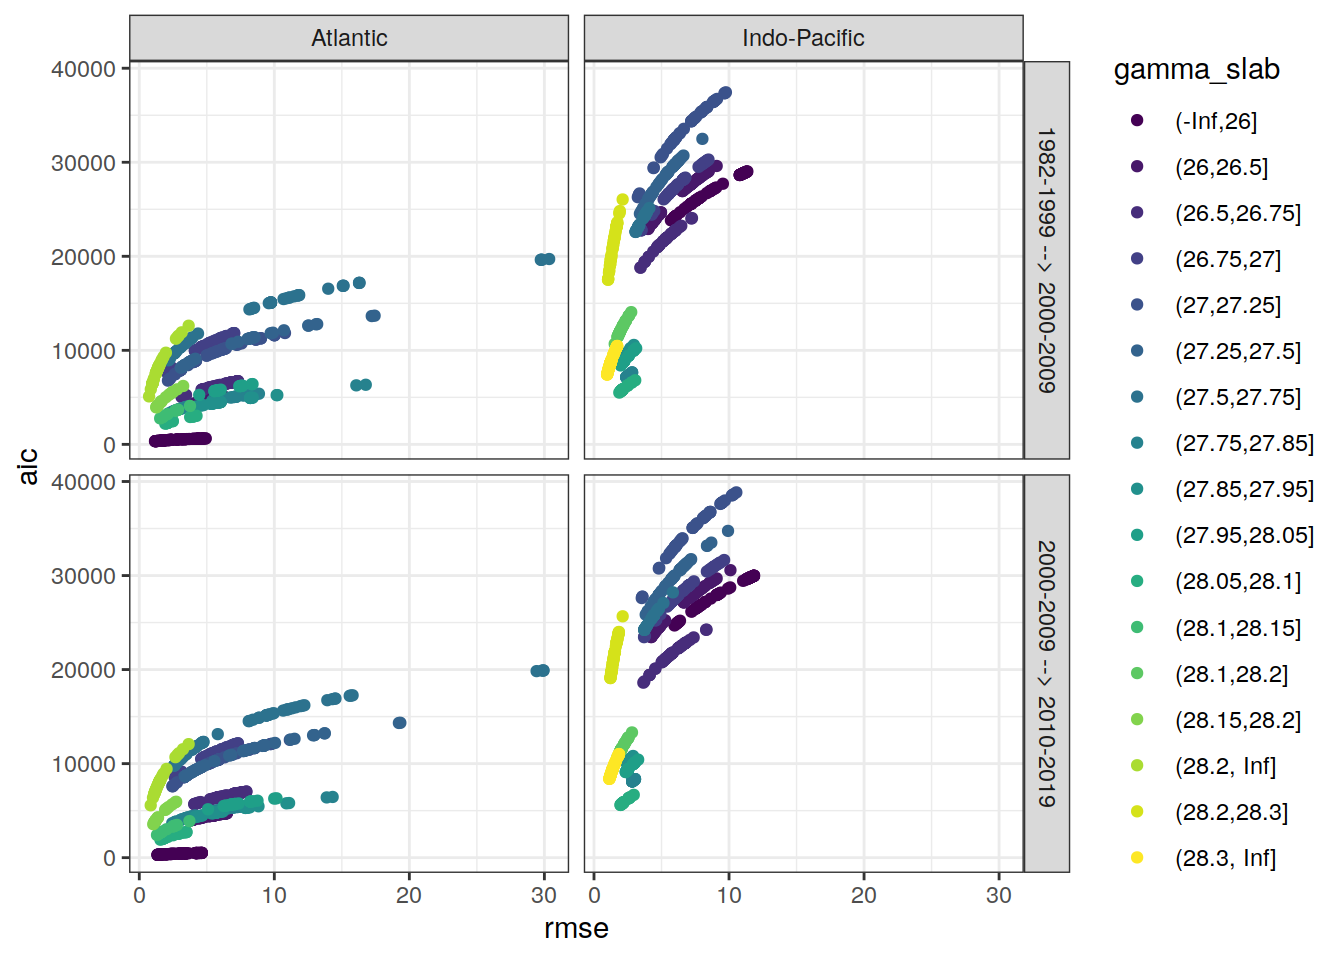 Atlantic
Indo-Pacific
gamma_slab
40000
30000
20000
10000
0
1982-1999 --> 2000-2009
aic
40000
30000
20000
10000
0
2000-2009 --> 2010-2019
0 10 20 30
0 10 20 30
rmse
(-Inf,26]
(26,26.5]
(26.5,26.75]
(26.75,27]
(27,27.25]
(27.25,27.5]
(27.5,27.75]
(27.75,27.85]
(27.85,27.95]
(27.95,28.05]
(28.05,28.1]
(28.1,28.15]
(28.1,28.2]
(28.15,28.2]
(28.2, Inf]
(28.2,28.3]
(28.3, Inf]